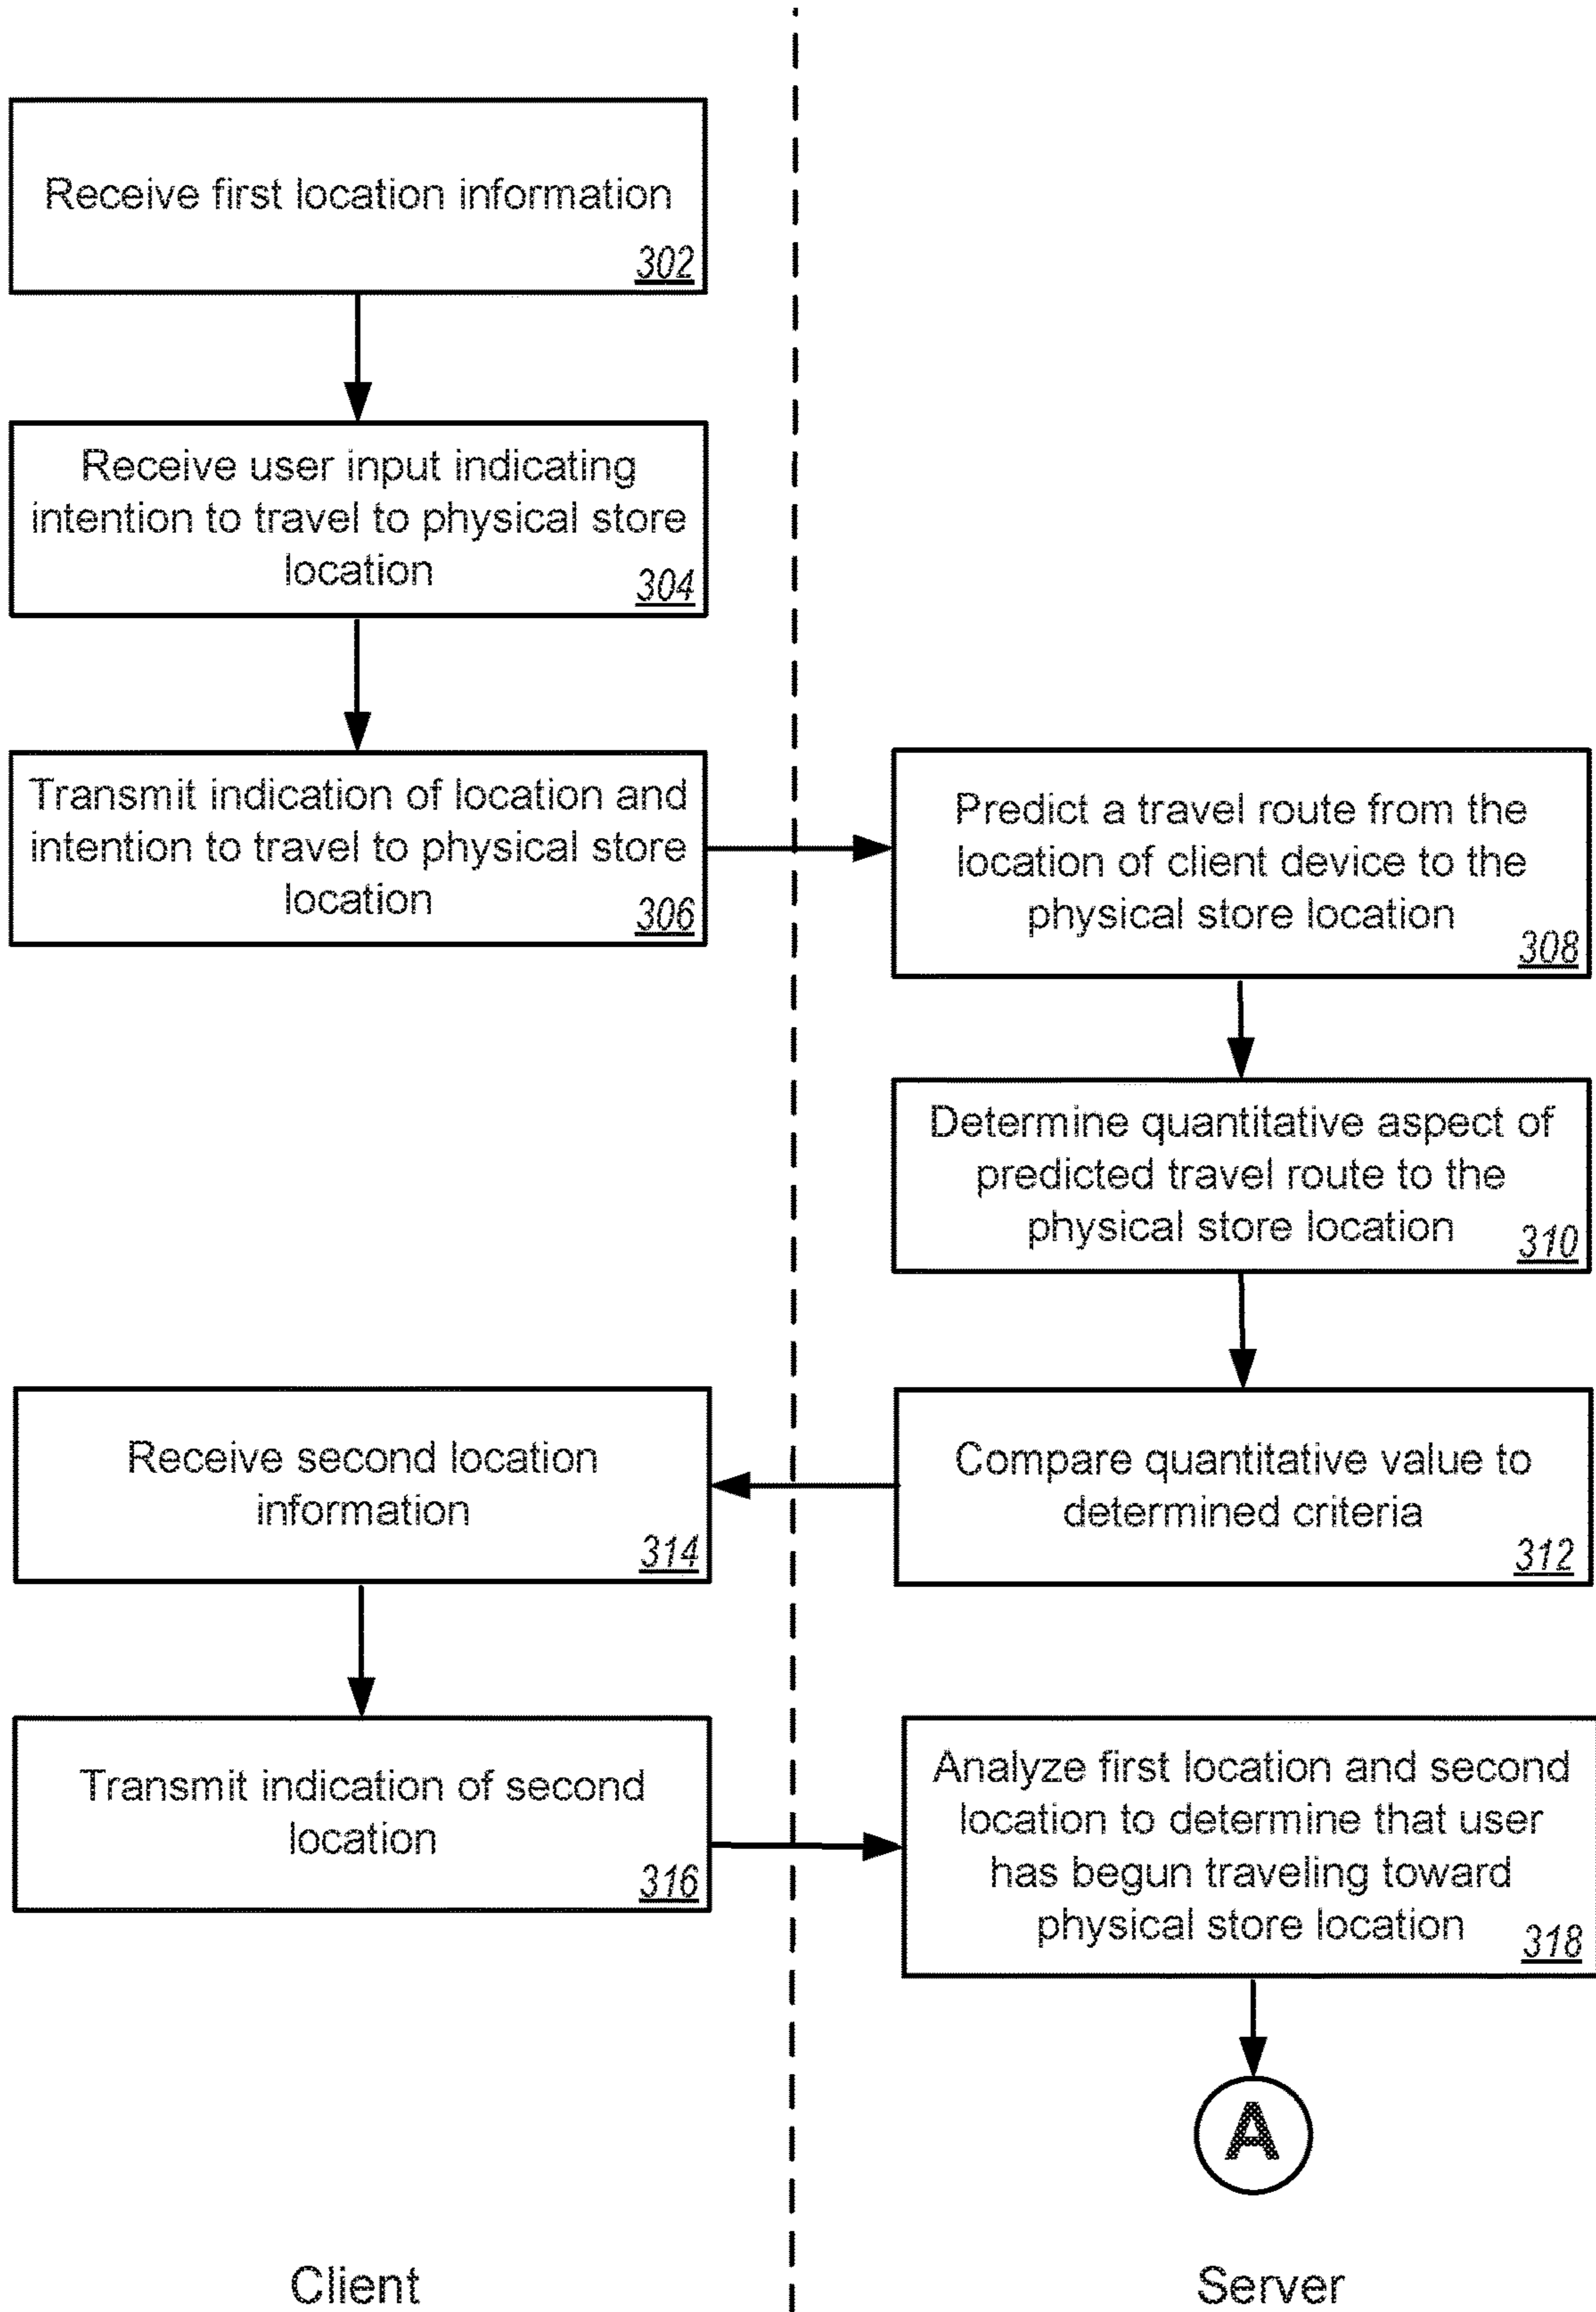 Receive first location information
302
Receive user input indicating
intention to travel to physical store
location
304
Transmit indication of location and
intention to travel to physical store
location
306
Predict a travel route from the
location of client device to the
physical store location
308
Determine quantitative aspect of
predicted travel route to the
physical store location
310
Compare quantitative value to
determined criteria
312
Receive second location
information
314
Transmit indication of second
location
316
Analyze first location and second
location to determine that user
has begun traveling toward
physical store location
318
A
Client
Server